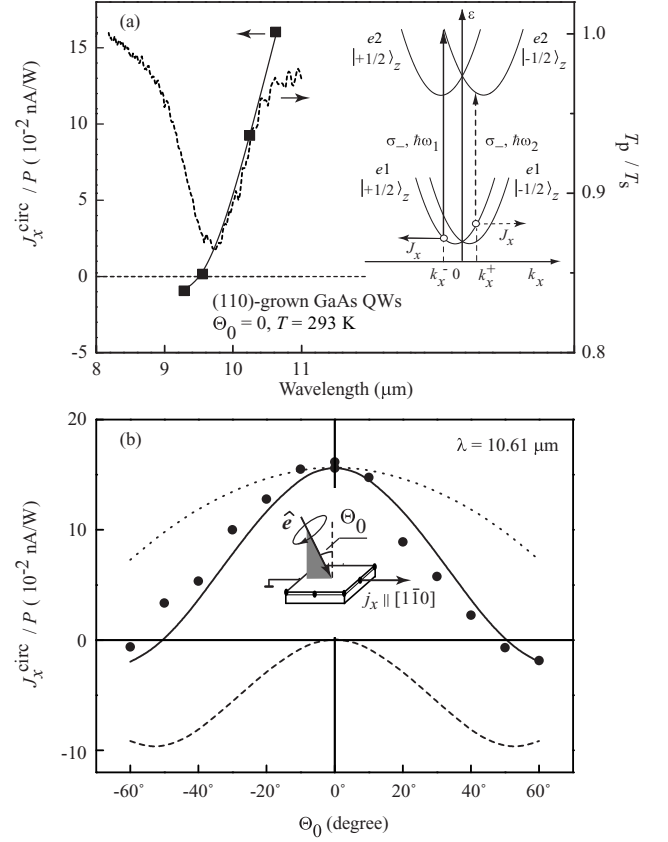 (a)
15
10
5
0
-5
8
9
10
11
Wavelength (μm)
J_x^circ / P ( 10^-2 nA/W)
1.0
0.9
0.8
T_p / T_s
(110)-grown GaAs QWs
Θ_0 = 0, T = 293 K
ε
e2
|+1/2⟩_z
e2
|-1/2⟩_z
σ_-, ħω_1
σ_-, ħω_2
e1
|+1/2⟩_z
e1
|-1/2⟩_z
J_x
J_x
k_x^-
0
k_x^+
k_x
(b)
λ = 10.61 μm
20
10
0
-10
J_x^circ / P ( 10^-2 nA/W)
ê
Θ_0
j_x || [11̄0]
-60°
-40°
-20°
0°
20°
40°
60°
Θ_0 (degree)